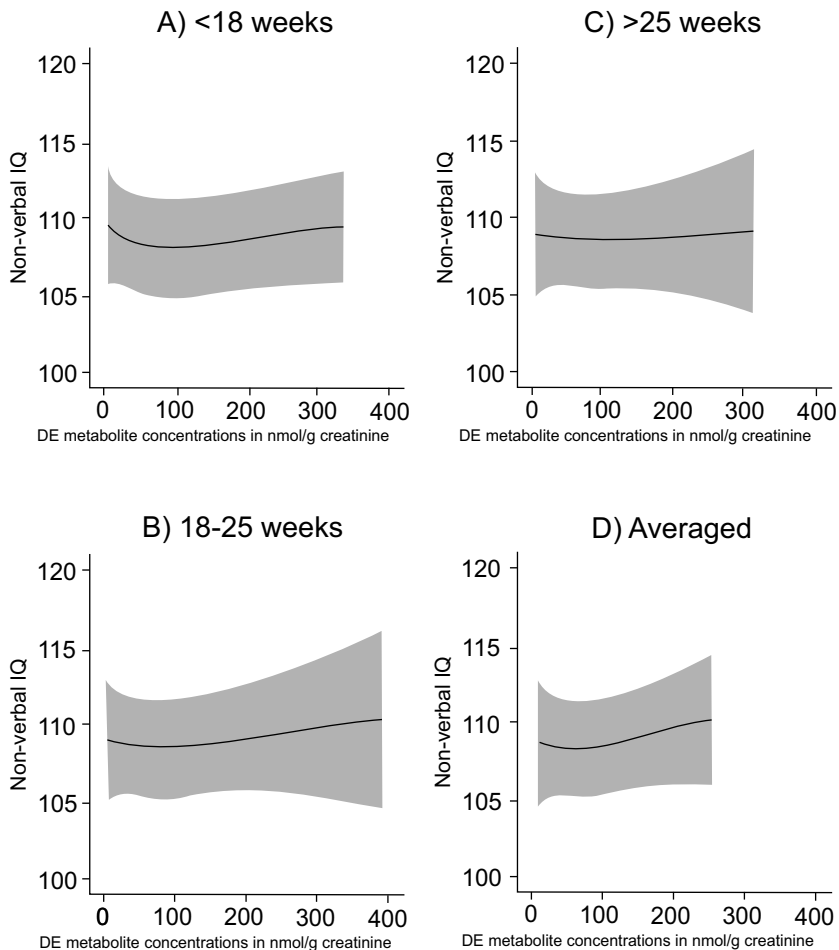 A) <18 weeks
120
115
110
105
100
Non-verbal IQ
0 100 200 300 400
DE metabolite concentrations in nmol/g creatinine
C) >25 weeks
120
115
110
105
100
Non-verbal IQ
0 100 200 300 400
DE metabolite concentrations in nmol/g creatinine
B) 18-25 weeks
120
115
110
105
100
Non-verbal IQ
0 100 200 300 400
DE metabolite concentrations in nmol/g creatinine
D) Averaged
120
115
110
105
100
Non-verbal IQ
0 100 200 300 400
DE metabolite concentrations in nmol/g creatinine